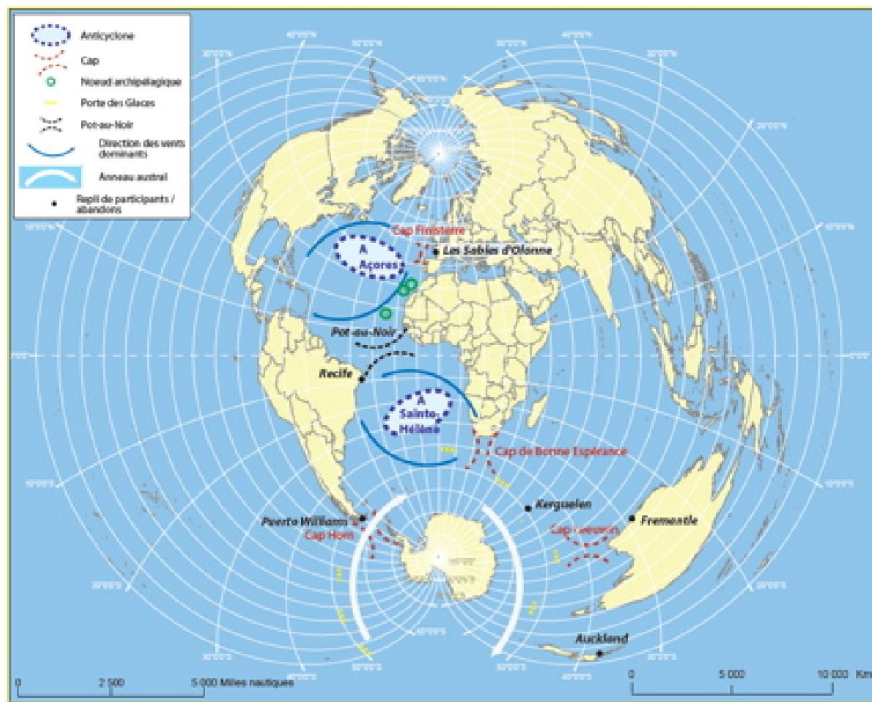 Anticyclone
Cap
Noeud archipélagique
Porte des Glaces
Pot-au-Noir
Direction des vents
dominants
Anneau austral
Repli de participants /
abandons
Cap Finisterre
Les Sables d'Olonne
A
Açores
Pot-au-Noir
Recife
A
Sainte-
Hélène
Cap de Bonne Espérance
Kerguelen
Puerto Williams
Cap Horn
Cap Leeuwin
Fremantle
Auckland
0 2 500 5 000 Milles nautiques
0 5 000 10 000 Km